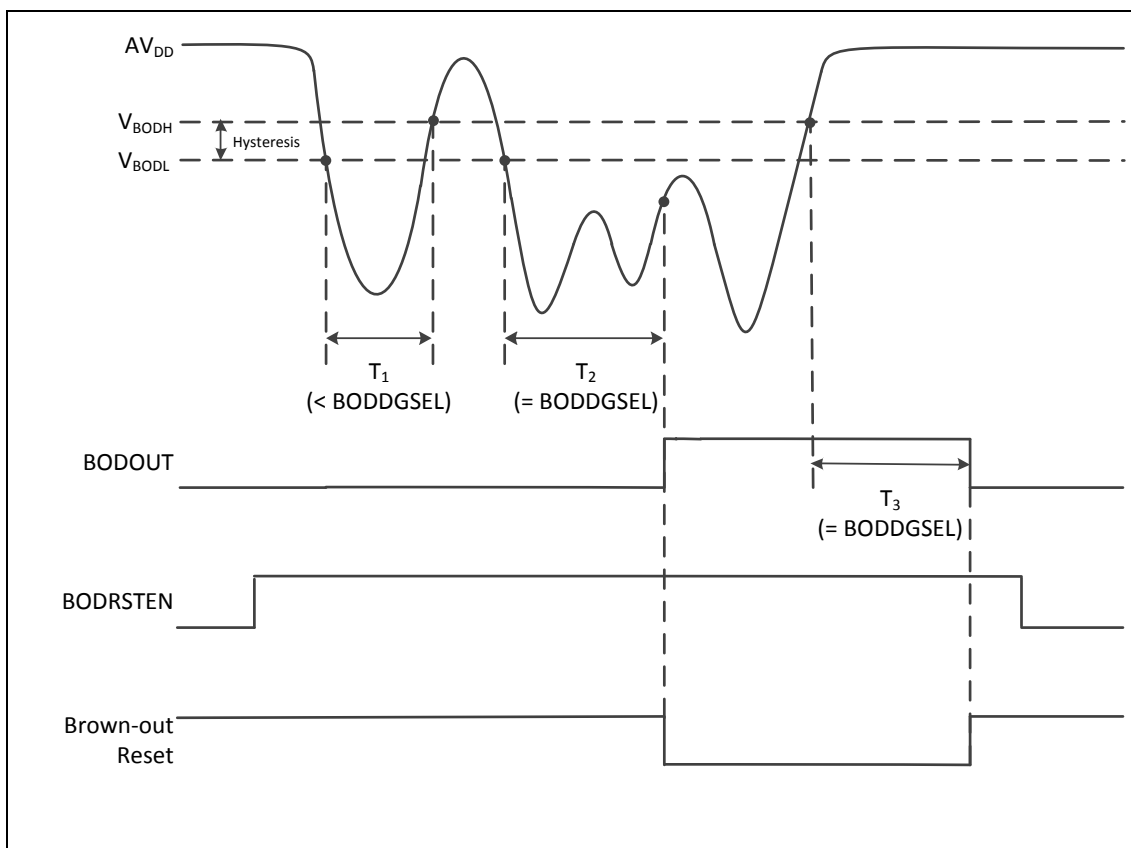 AVDD
VBODH
Hysteresis
VBODL
T1
(< BODDGSEL)
T2
(= BODDGSEL)
BODOUT
T3
(= BODDGSEL)
BODRSTEN
Brown-out
Reset